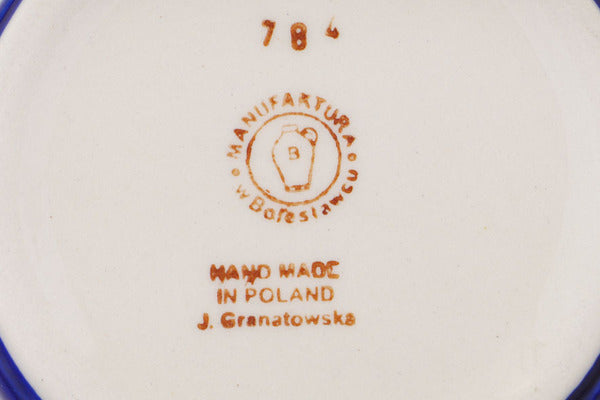 784
MANUFAKTURA
w Bolesławcu
B
HAND MADE
IN POLAND
J. Granatowska